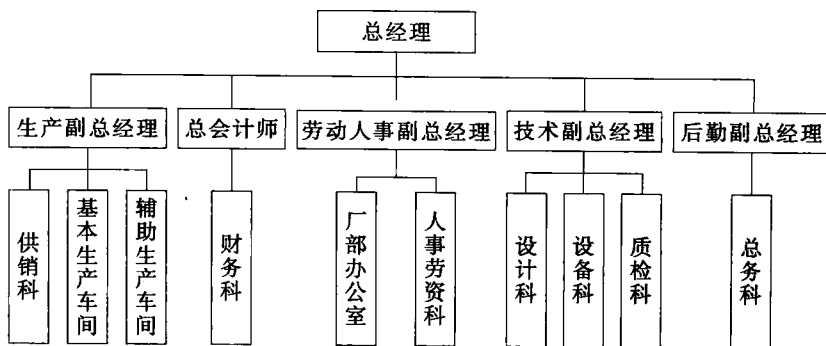 总经理
生产副总经理
总会计师
劳动人事副总经理
技术副总经理
后勤副总经理
供销科
基本生产车间
辅助生产车间
财务科
厂部办公室
人事劳资科
设计科
设备科
质检科
总务科